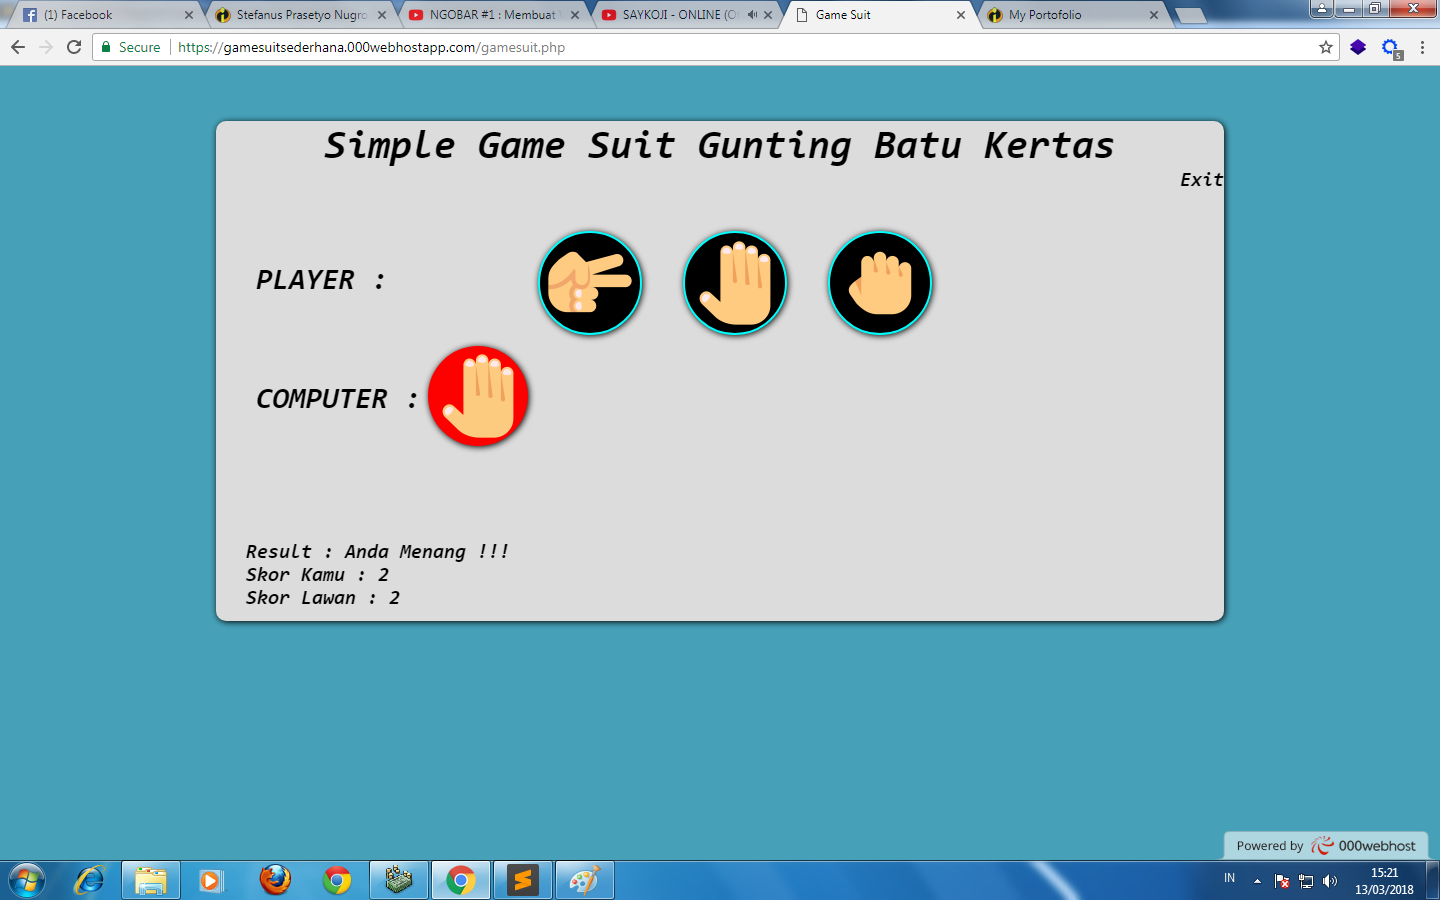 (1) Facebook
Stefanus Prasetyo Nugro
NGOBAR #1 : Membuat
SAYKOJI - ONLINE (O
Game Suit
My Portofolio
Secure
https://gamesuitsederhana.000webhostapp.com/gamesuit.php
5
Simple Game Suit Gunting Batu Kertas
Exit
PLAYER :
COMPUTER :
Result : Anda Menang !!!
Skor Kamu : 2
Skor Lawan : 2
Powered by 000webhost
IN
15:21
13/03/2018